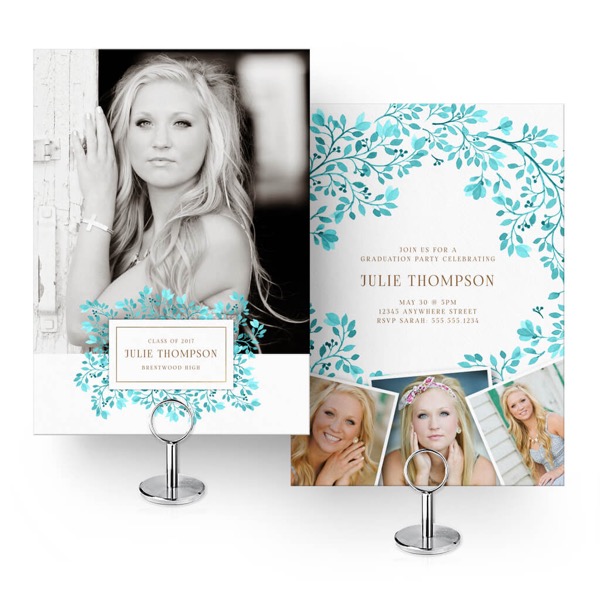 CLASS OF 2017
JULIE THOMPSON
BRENTWOOD HIGH
JOIN US FOR A
GRADUATION PARTY CELEBRATING
JULIE THOMPSON
MAY 30 @ 5PM
12345 ANYWHERE STREET
RSVP SARAH: 555.555.1234